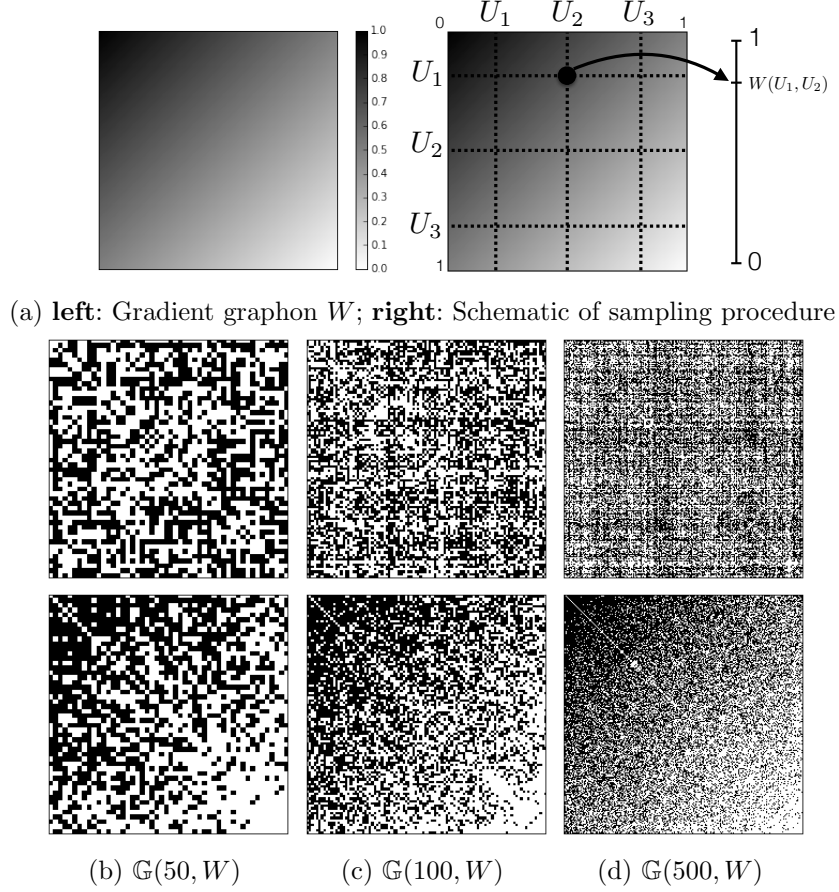 1.0
0.9
0.8
0.7
0.6
0.5
0.4
0.3
0.2
0.1
0.0
0 U₁ U₂ U₃ 1
U₁
U₂
U₃
1
1
W(U₁, U₂)
0
(a) left: Gradient graphon W; right: Schematic of sampling procedure
(b) 𝔾(50, W) (c) 𝔾(100, W) (d) 𝔾(500, W)